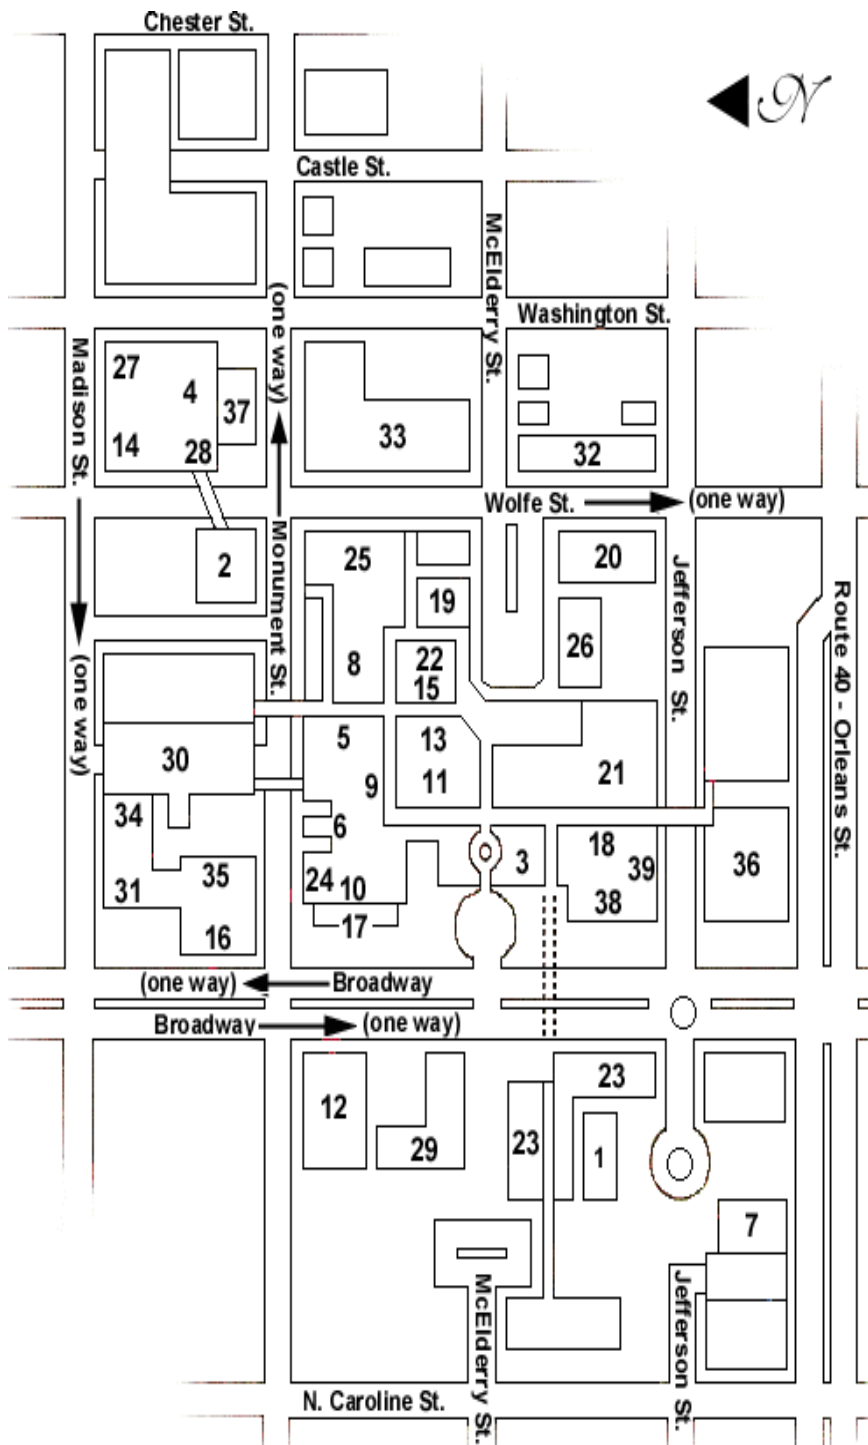 Chester St.
N
Castle St.
McElderry St.
(one way)
Washington St.
Madison St.
27
4
37
14
28
33
32
Wolfe St.
(one way)
Monument St.
2
25
20
19
Jefferson St.
Route 40 - Orleans St.
26
22
8
15
(one way)
5
13
30
9
11
21
34
6
18
3
39
36
35
24
10
31
38
17
16
(one way)
Broadway
Broadway
(one way)
23
12
29
23
1
7
McElderry St.
Jefferson St.
N. Caroline St.